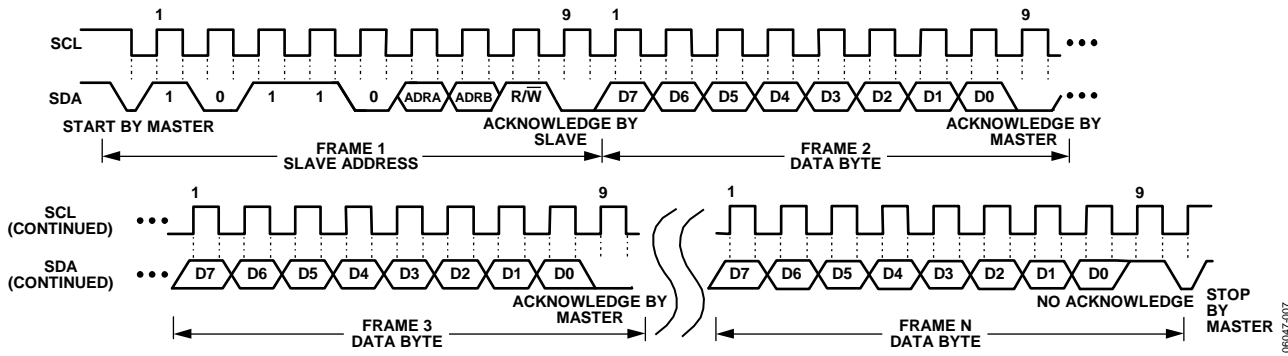 1 9 1 9
SCL
SDA 1 0 1 1 0 ADRA ADRB R/W̅ D7 D6 D5 D4 D3 D2 D1 D0
START BY MASTER
ACKNOWLEDGE BY
SLAVE
ACKNOWLEDGE BY
MASTER
FRAME 1
SLAVE ADDRESS
FRAME 2
DATA BYTE
1 9 1 9
SCL
(CONTINUED)
SDA
(CONTINUED)
D7 D6 D5 D4 D3 D2 D1 D0
D7 D6 D5 D4 D3 D2 D1 D0
ACKNOWLEDGE BY
MASTER
NO ACKNOWLEDGE
STOP
BY
MASTER
FRAME 3
DATA BYTE
FRAME N
DATA BYTE
06047-007